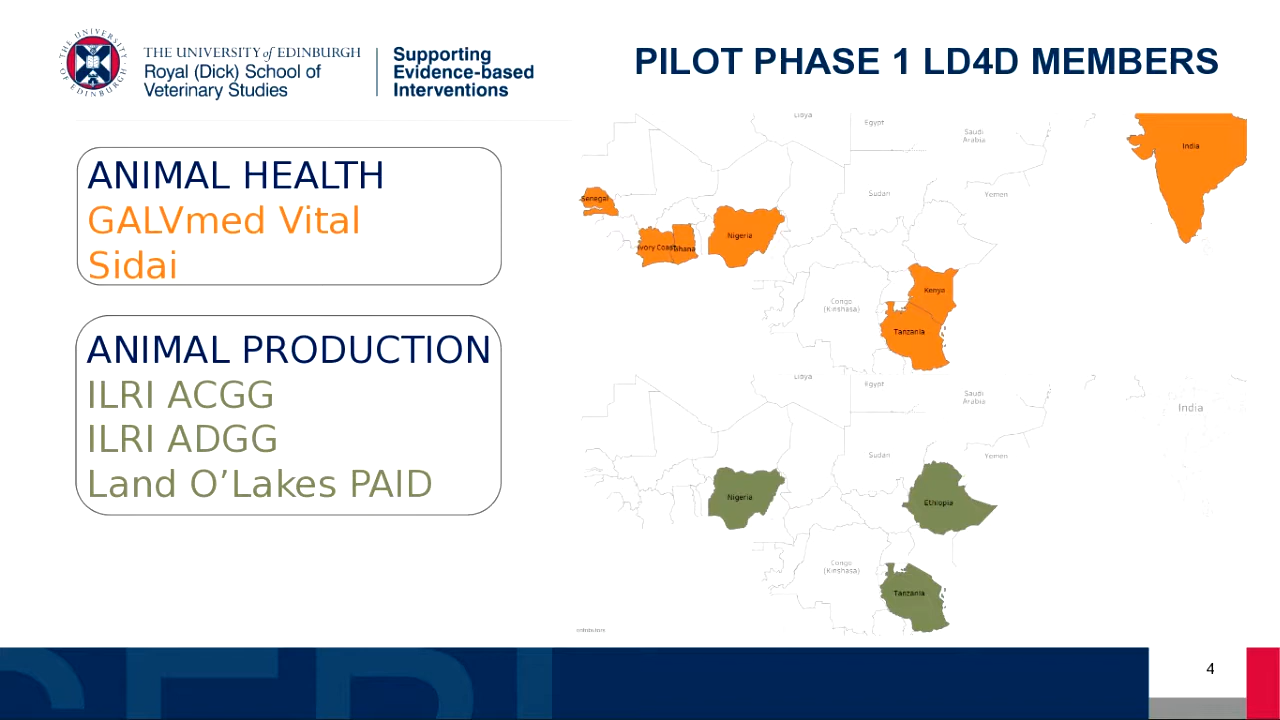 THE UNIVERSITY of EDINBURGH
Royal (Dick) School of
Veterinary Studies
Supporting
Evidence-based
Interventions
PILOT PHASE 1 LD4D MEMBERS
ANIMAL HEALTH
GALVmed Vital
Sidai
ANIMAL PRODUCTION
ILRI ACGG
ILRI ADGG
Land O’Lakes PAID
Libya
Egypt
Saudi
Arabia
India
Sudan
Yemen
Senegal
Nigeria
Ivory Coast
Ghana
Kenya
Congo
(Kinshasa)
Tanzania
Libya
Egypt
Saudi
Arabia
India
Sudan
Yemen
Nigeria
Ethiopia
Congo
(Kinshasa)
Tanzania
4